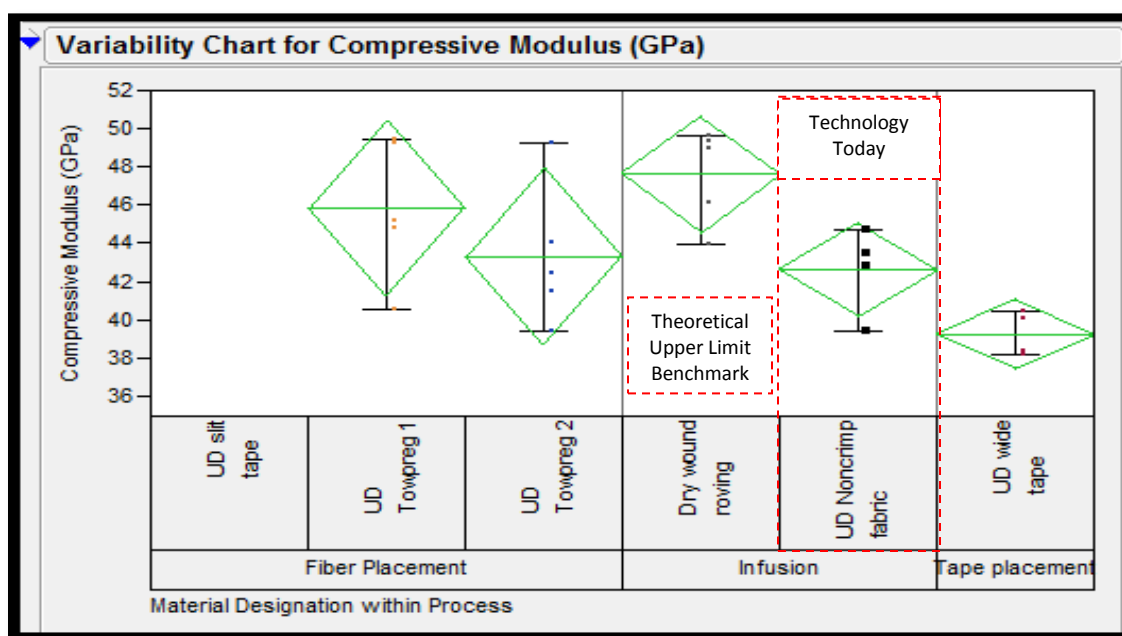 Variability Chart for Compressive Modulus (GPa)
Compressive Modulus (GPa)
52
50
48
46
44
42
40
38
36
Technology
Today
Theoretical
Upper Limit
Benchmark
UD slit
tape
UD
Towpreg 1
UD
Towpreg 2
Dry wound
roving
UD Noncrimp
fabric
UD wide
tape
Fiber Placement
Infusion
Tape placement
Material Designation within Process